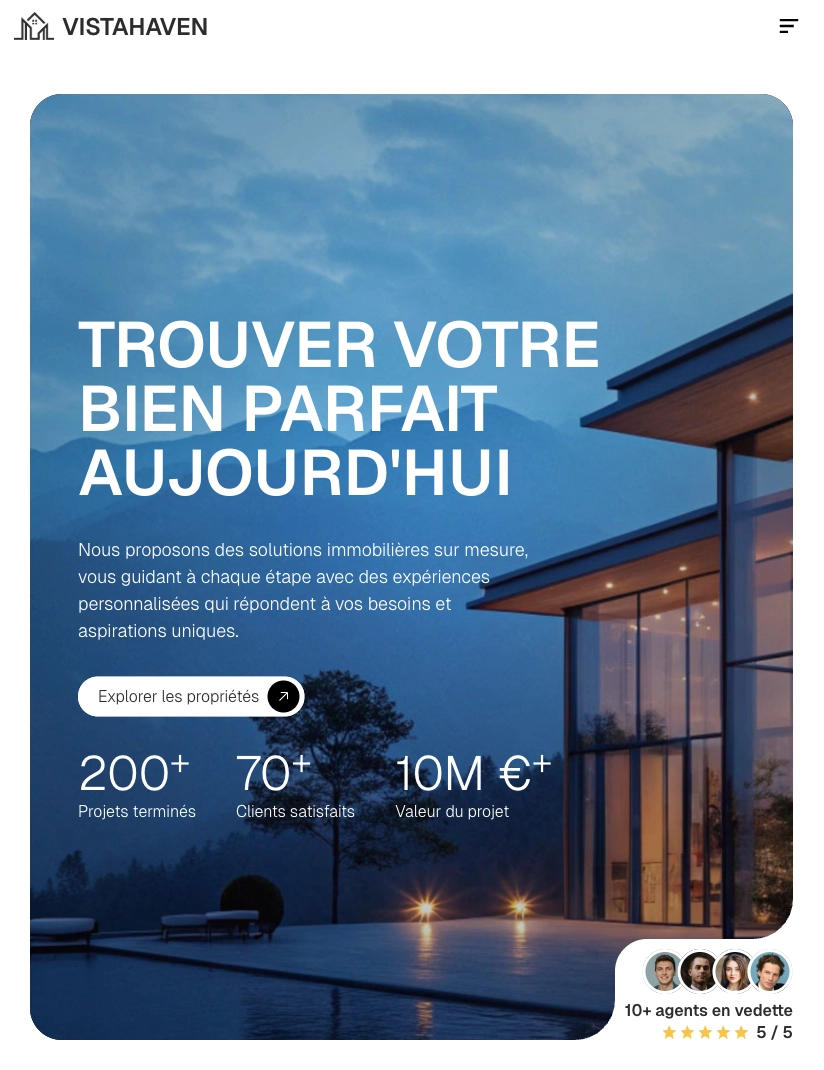 VISTAHAVEN
TROUVER VOTRE
BIEN PARFAIT
AUJOURD'HUI
Nous proposons des solutions immobilières sur mesure,
vous guidant à chaque étape avec des expériences
personnalisées qui répondent à vos besoins et
aspirations uniques.
Explorer les propriétés
200+ 70+ 10M €+
Projets terminés Clients satisfaits Valeur du projet
10+ agents en vedette
5 / 5